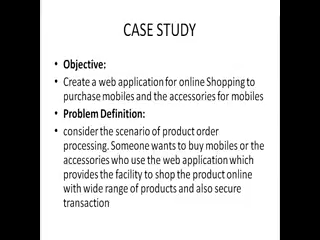 CASE STUDY
• Objective:
• Create a web application for online Shopping to
purchase mobiles and the accessories for mobiles
• Problem Definition:
• consider the scenario of product order
processing. Someone wants to buy mobiles or the
accessories who use the web application which
provides the facility to shop the product online
with wide range of products and also secure
transaction